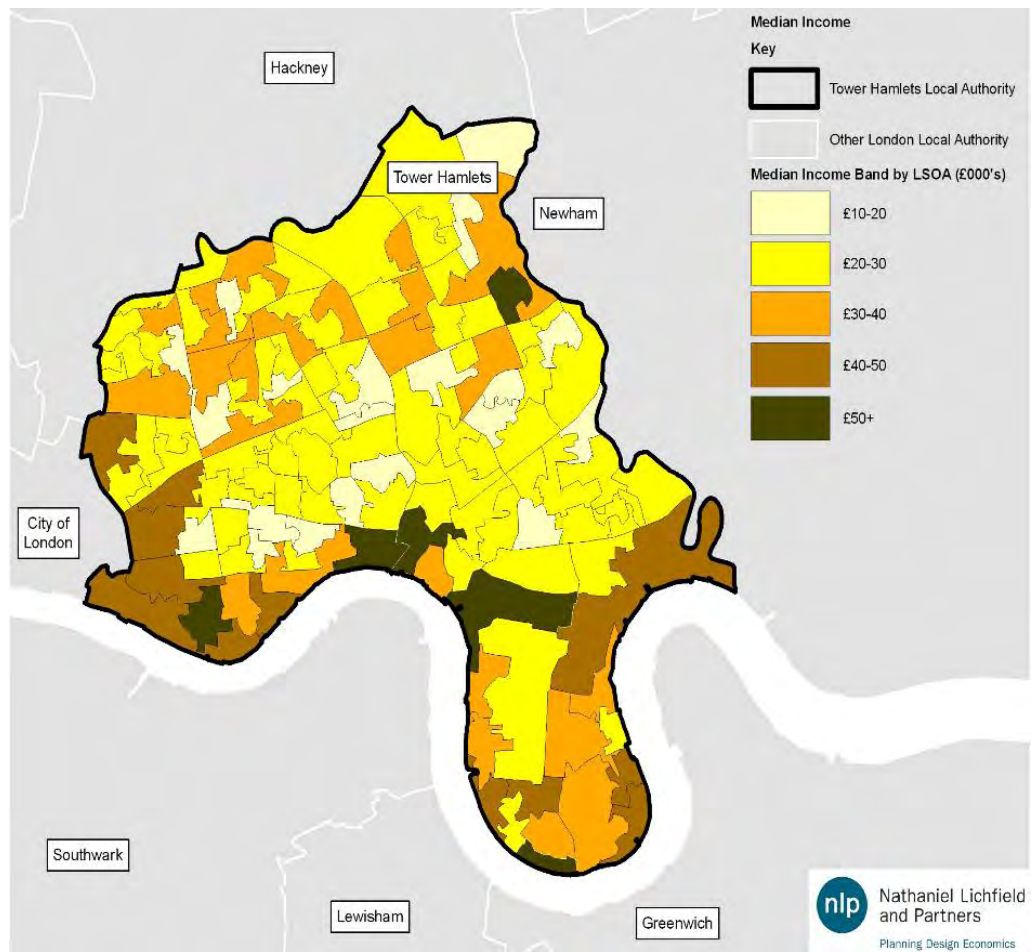 Median Income
Key
Tower Hamlets Local Authority
Other London Local Authority
Median Income Band by LSOA (£000's)
£10-20
£20-30
£30-40
£40-50
£50+
Hackney
Tower Hamlets
Newham
City of
London
Southwark
Lewisham
Greenwich
nlp
Nathaniel Lichfield
and Partners
Planning Design Economics